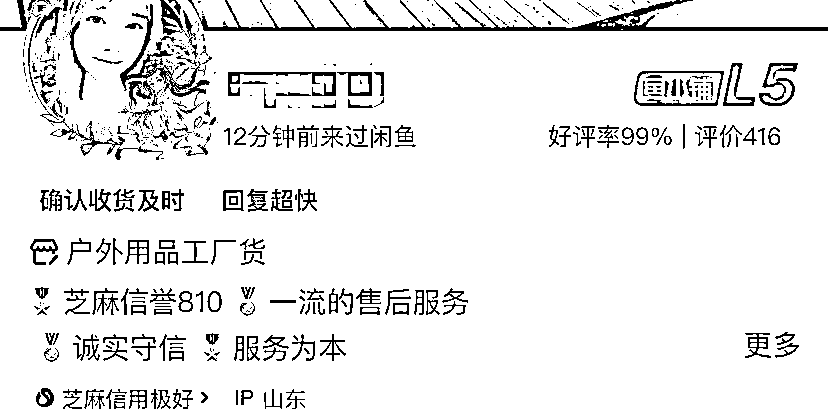 鱼小铺L5
12分钟前来过闲鱼 好评率99% | 评价416
确认收货及时 回复超快
户外用品工厂货
芝麻信誉810 一流的售后服务
诚实守信 服务为本
更多
芝麻信用极好 > IP 山东